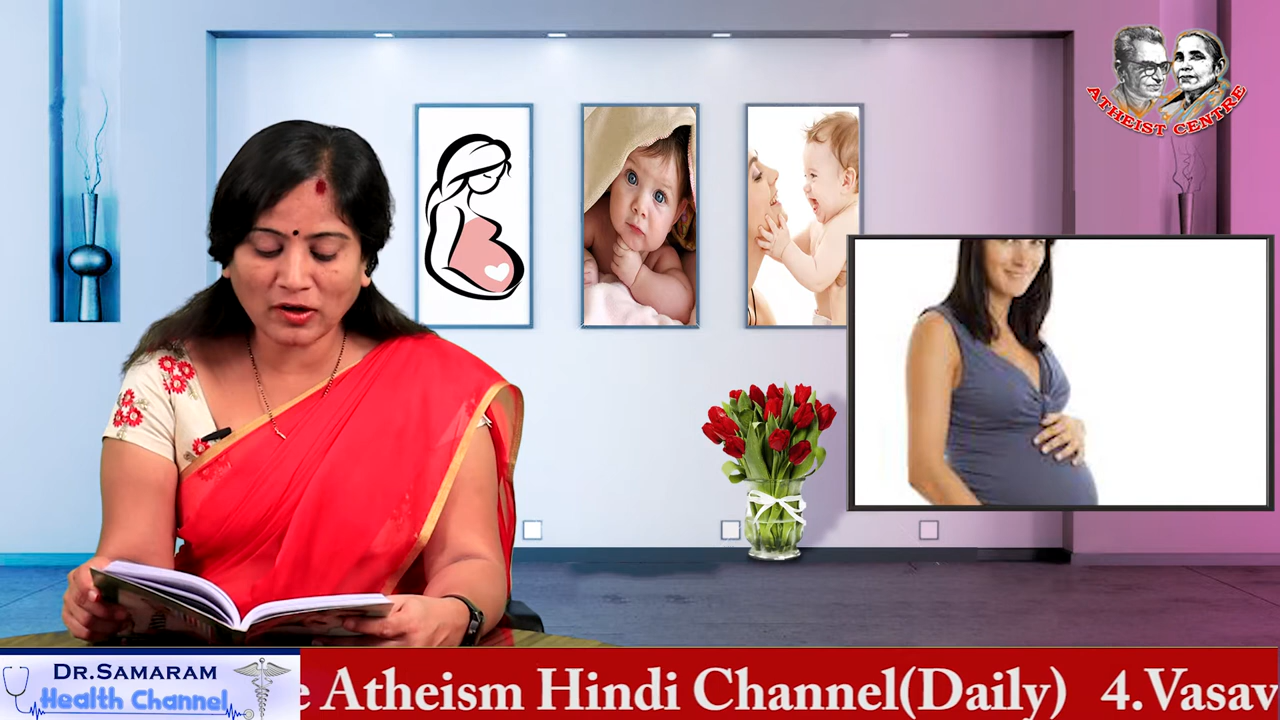 ATHEIST CENTRE
DR.SAMARAM
Health Channel
e Atheism Hindi Channel(Daily) 4.Vasav